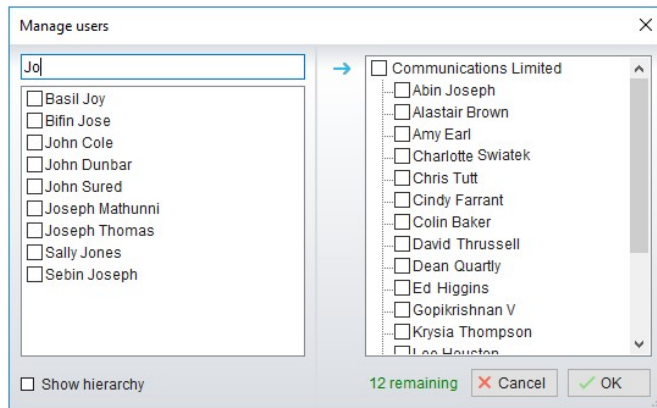 Manage users
Jo
Basil Joy
Bifin Jose
John Cole
John Dunbar
John Sured
Joseph Mathunni
Joseph Thomas
Sally Jones
Sebin Joseph
Show hierarchy
Communications Limited
Abin Joseph
Alastair Brown
Amy Earl
Charlotte Swiatek
Chris Tutt
Cindy Farrant
Colin Baker
David Thrussell
Dean Quartly
Ed Higgins
Gopikrishnan V
Krysia Thompson
Lee Houston
12 remaining
Cancel
OK